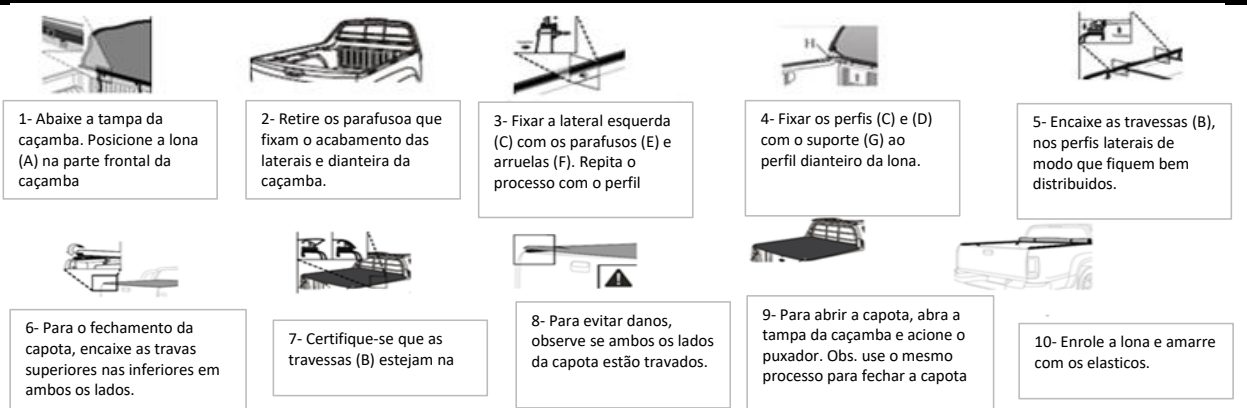 H
1- Abaixe a tampa da
caçamba. Posicione a lona
(A) na parte frontal da
caçamba
2- Retire os parafusoa que
fixam o acabamento das
laterais e dianteira da
caçamba.
3- Fixar a lateral esquerda
(C) com os parafusos (E) e
arruelas (F). Repita o
processo com o perfil
4- Fixar os perfis (C) e (D)
com o suporte (G) ao
perfil dianteiro da lona.
5- Encaixe as travessas (B),
nos perfis laterais de
modo que fiquem bem
distribuidos.
6- Para o fechamento da
capota, encaixe as travas
superiores nas inferiores em
ambos os lados.
7- Certifique-se que as
travessas (B) estejam na
8- Para evitar danos,
observe se ambos os lados
da capota estão travados.
9- Para abrir a capota, abra a
tampa da caçamba e acione o
puxador. Obs. use o mesmo
processo para fechar a capota
10- Enrole a lona e amarre
com os elasticos.